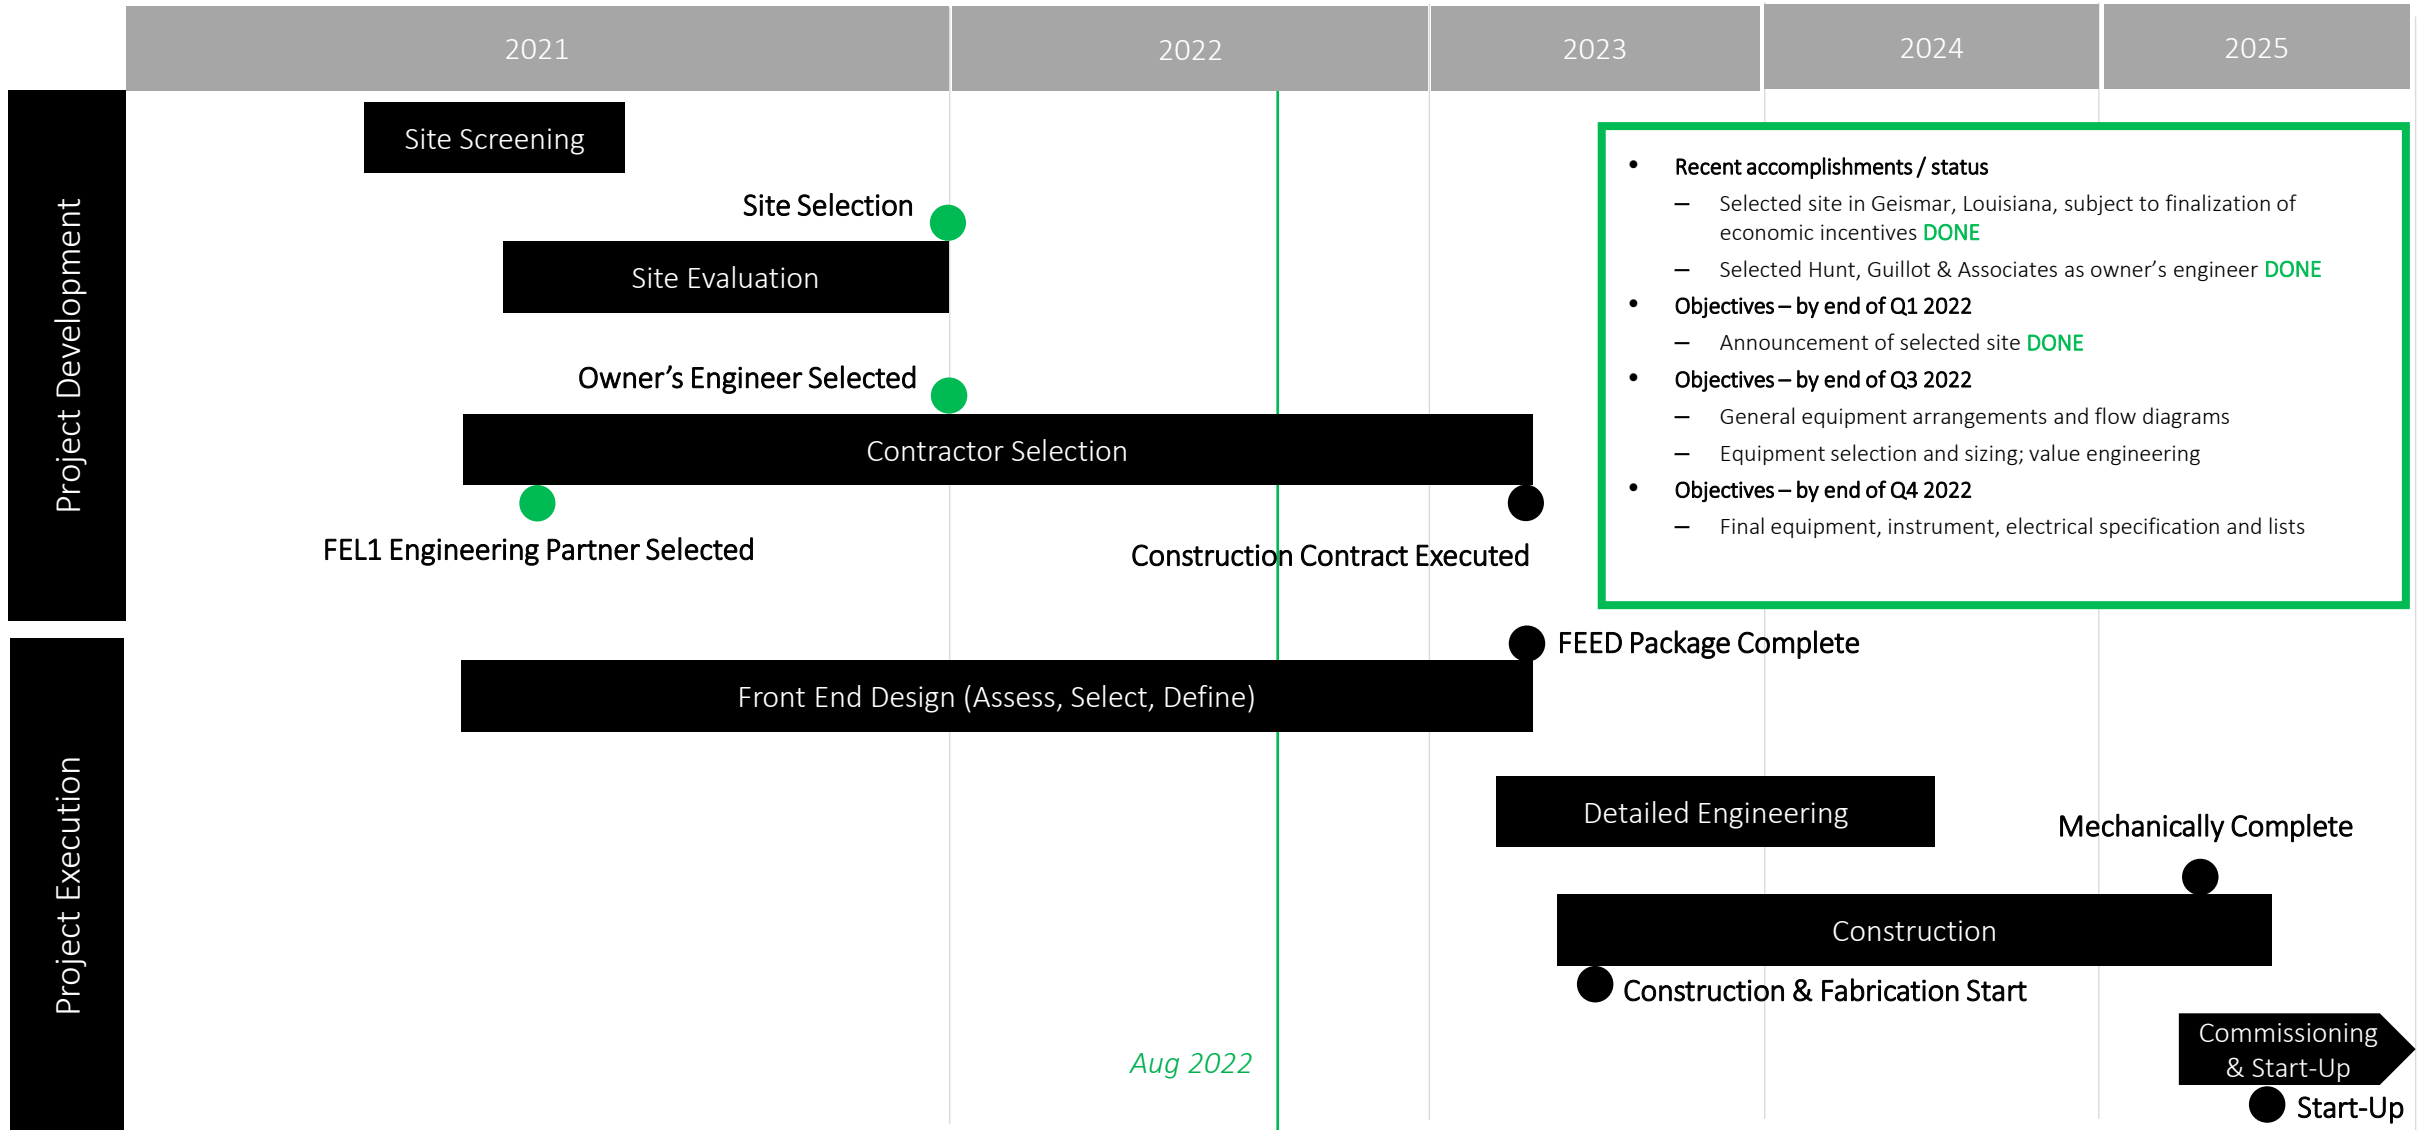 2021
2022
2023
2024
2025
Project Development
Site Screening
Site Selection
Site Evaluation
Owner’s Engineer Selected
Contractor Selection
FEL1 Engineering Partner Selected
Construction Contract Executed
• Recent accomplishments / status
– Selected site in Geismar, Louisiana, subject to finalization of
economic incentives DONE
– Selected Hunt, Guillot & Associates as owner’s engineer DONE
• Objectives – by end of Q1 2022
– Announcement of selected site DONE
• Objectives – by end of Q3 2022
– General equipment arrangements and flow diagrams
– Equipment selection and sizing; value engineering
• Objectives – by end of Q4 2022
– Final equipment, instrument, electrical specification and lists
Project Execution
FEED Package Complete
Front End Design (Assess, Select, Define)
Detailed Engineering
Mechanically Complete
Construction
Construction & Fabrication Start
Commissioning
& Start-Up
Aug 2022
Start-Up